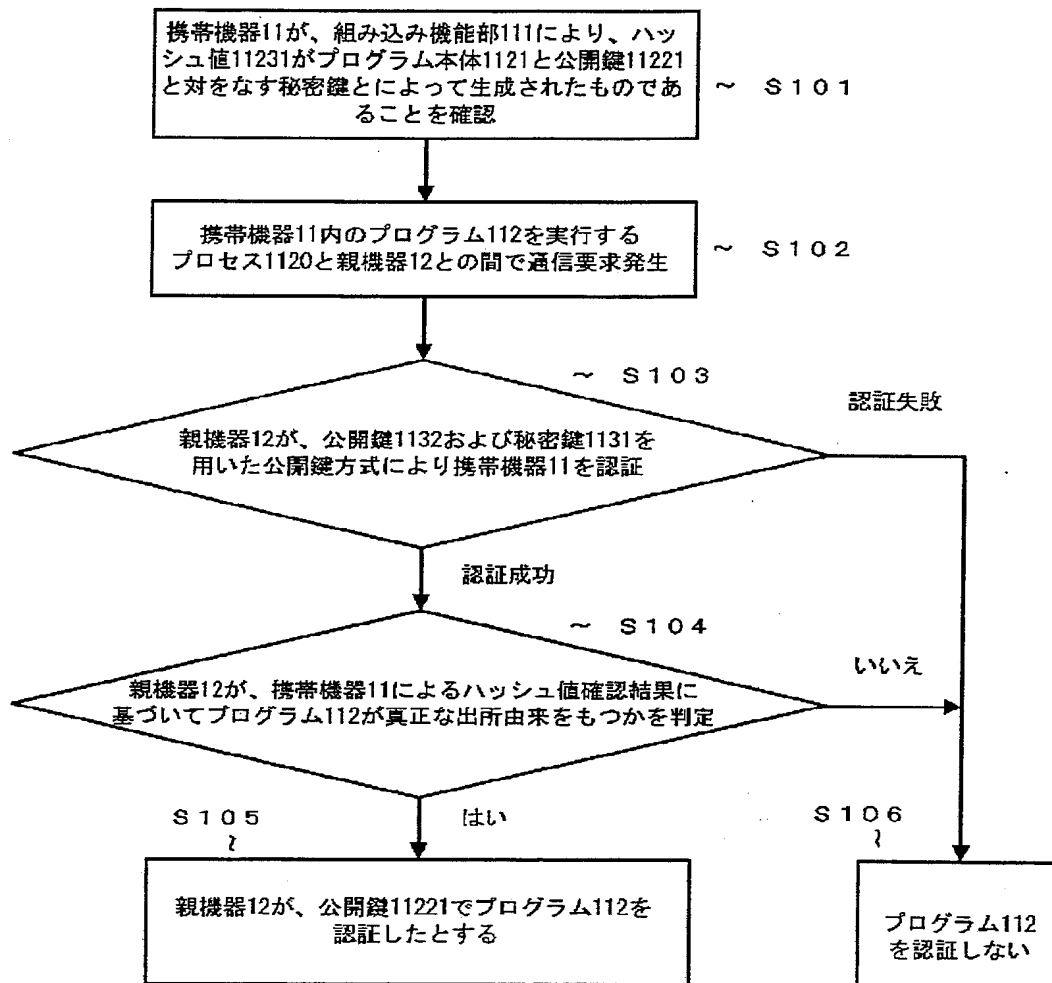 携帯機器11が、組み込み機能部111により、ハッ
シュ値11231がプログラム本体1121と公開鍵11221
と対をなす秘密鍵とによって生成されたものであ
ることを確認
～ S101
携帯機器11内のプログラム112を実行する
プロセス1120と親機器12との間で通信要求発生
～ S102
～ S103
認証失敗
親機器12が、公開鍵1132および秘密鍵1131を
用いた公開鍵方式により携帯機器11を認証
認証成功
～ S104
いいえ
親機器12が、携帯機器11によるハッシュ値確認結果に
基づいてプログラム112が真正な出所由来をもつかを判定
S105
～
はい
S106
～
親機器12が、公開鍵11221でプログラム112を
認証したとする
プログラム112
を認証しない